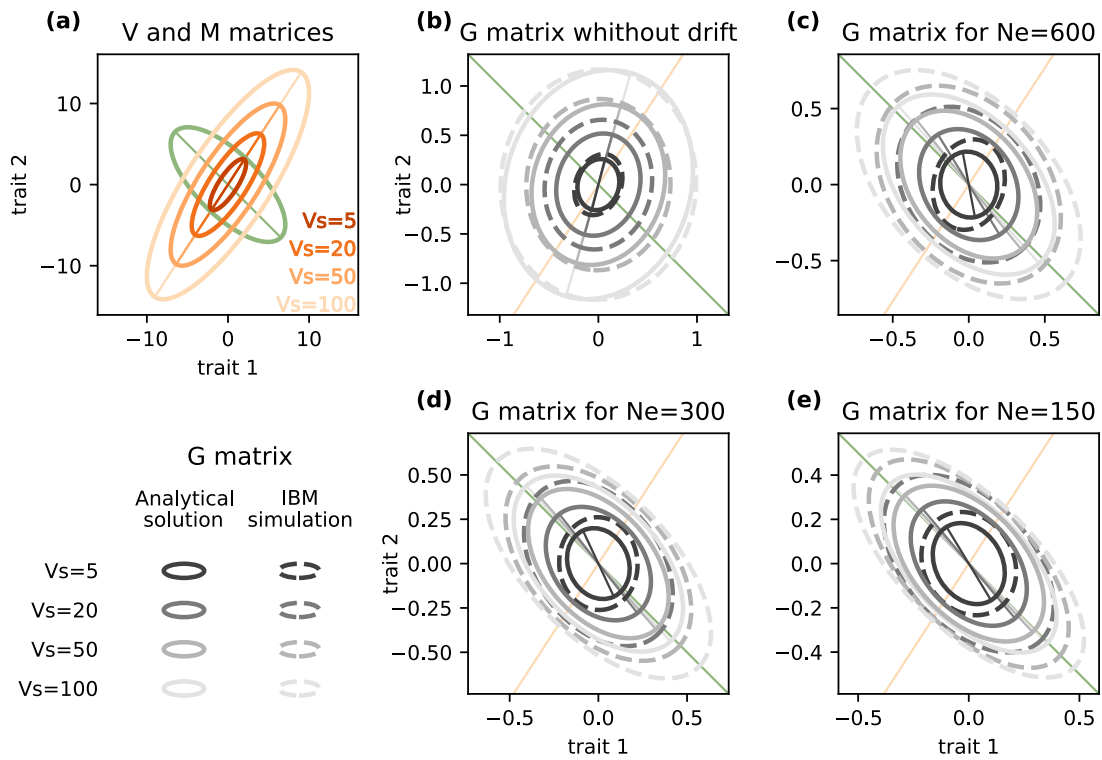 (a)
V and M matrices
10
0
−10
trait 2
−10
0
10
trait 1
Vs=5
Vs=20
Vs=50
Vs=100
(b)
G matrix whithout drift
1.0
0.5
0.0
−0.5
−1.0
trait 2
−1
0
1
(c)
G matrix for Ne=600
0.5
0.0
−0.5
−0.5
0.0
0.5
G matrix
Analytical
solution
IBM
simulation
Vs=5
Vs=20
Vs=50
Vs=100
(d)
G matrix for Ne=300
0.50
0.25
0.00
−0.25
−0.50
trait 2
−0.5
0.0
0.5
trait 1
(e)
G matrix for Ne=150
0.4
0.2
0.0
−0.2
−0.4
−0.5
0.0
0.5
trait 1